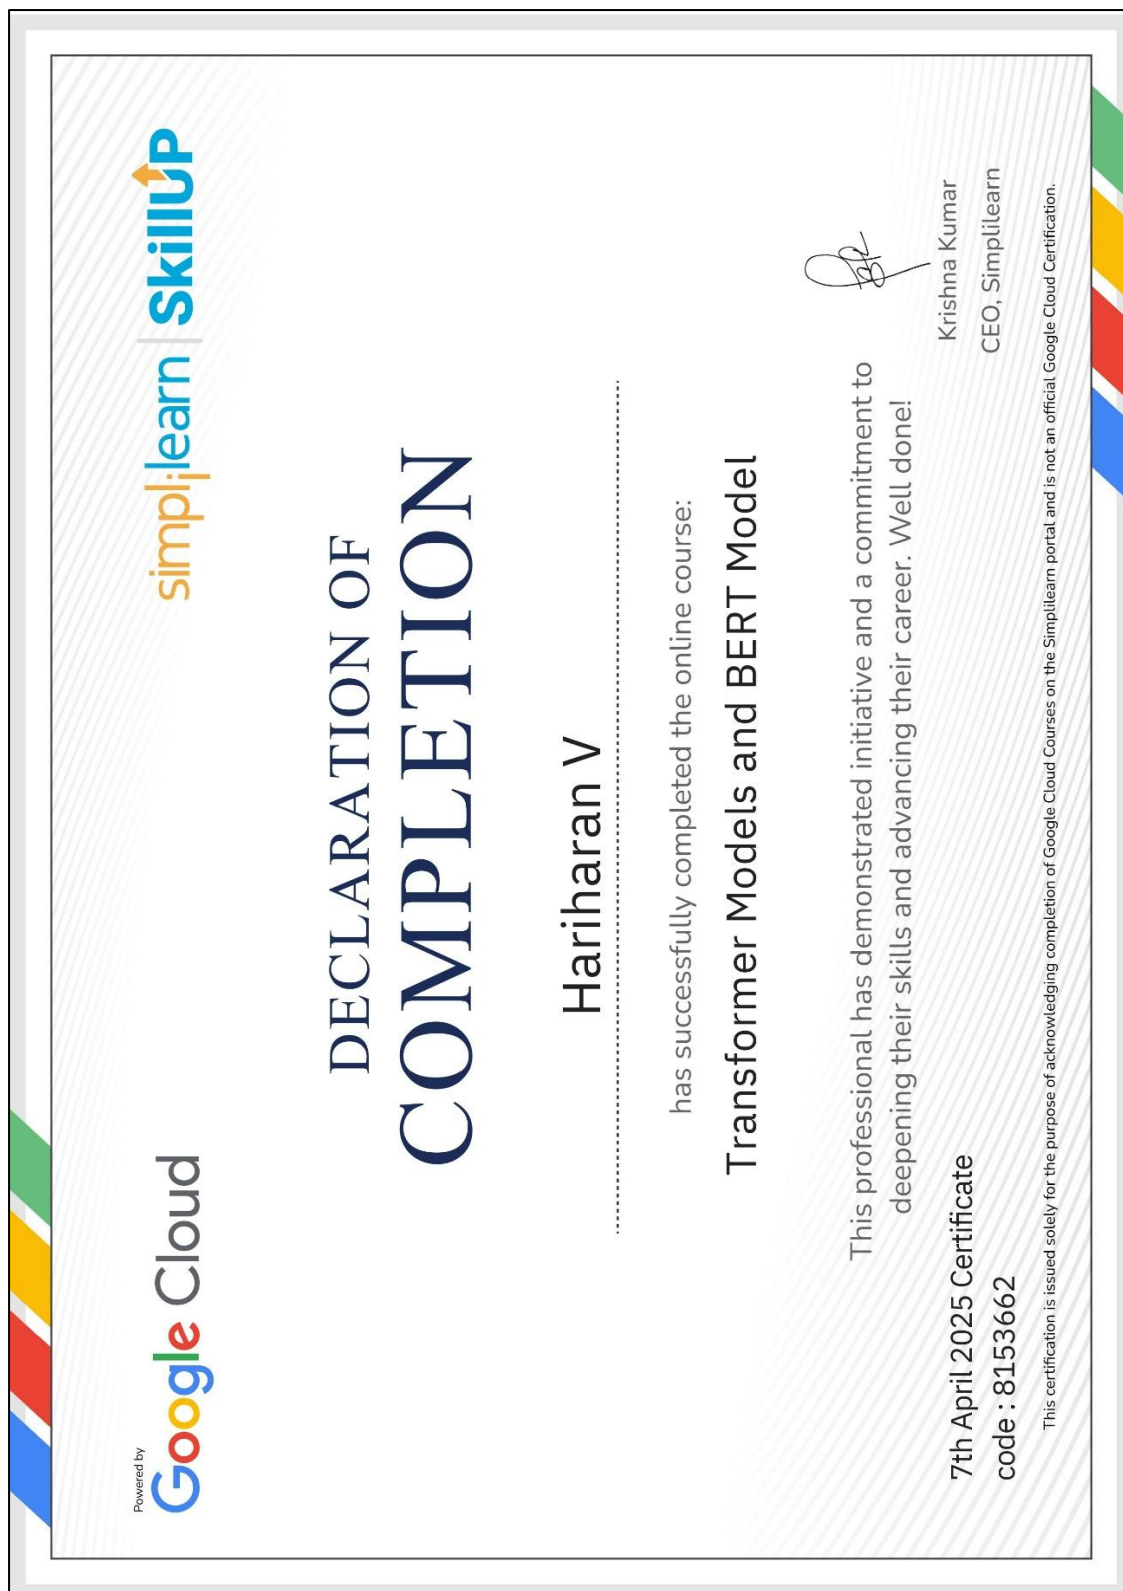 Powered by
Google Cloud
simplilearn | SkillUP
DECLARATION OF
COMPLETION
Hariharan V
has successfully completed the online course:
Transformer Models and BERT Model
This professional has demonstrated initiative and a commitment to
deepening their skills and advancing their career. Well done!
7th April 2025 Certificate
code : 8153662
Krishna Kumar
CEO, Simplilearn
This certification is issued solely for the purpose of acknowledging completion of Google Cloud Courses on the Simplilearn portal and is not an official Google Cloud Certification.